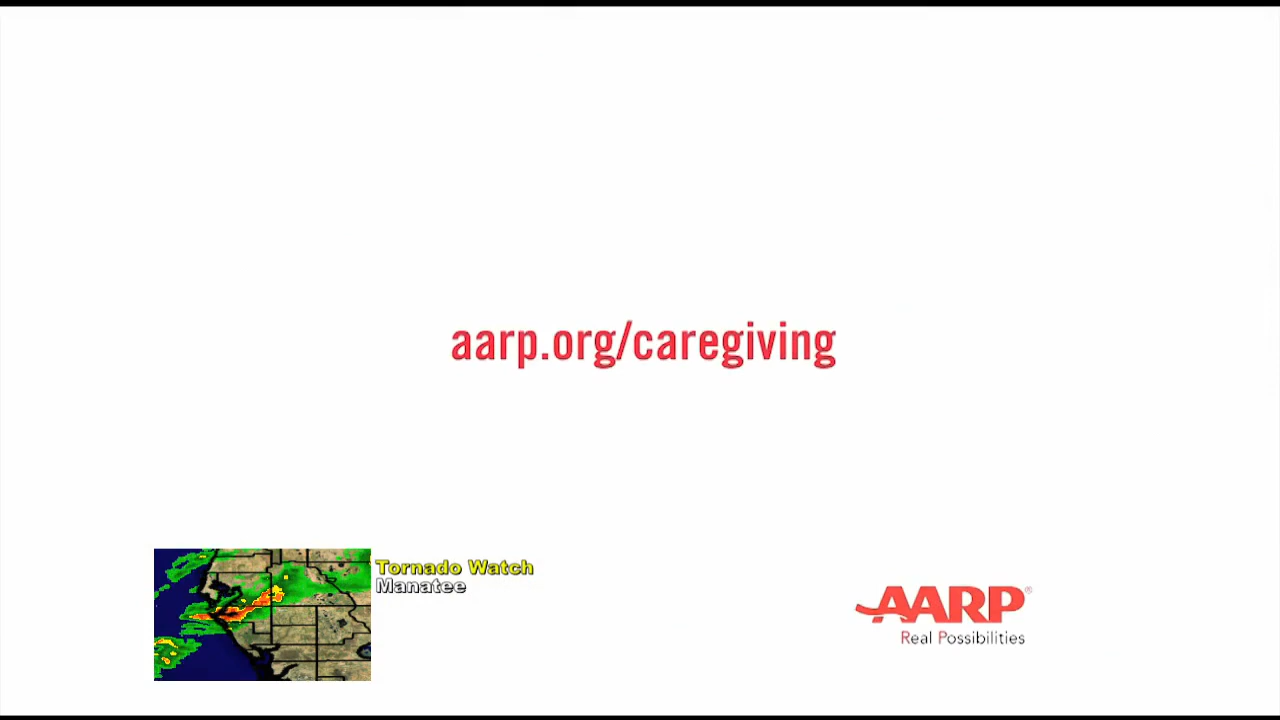 aarp.org/caregiving
Tornado Watch
Manatee
AARP®
Real Possibilities